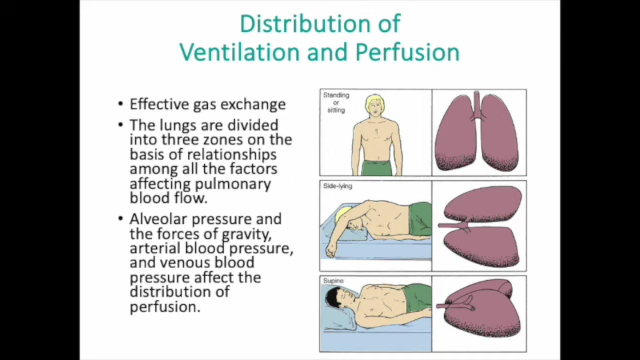 Distribution of
Ventilation and Perfusion
• Effective gas exchange
• The lungs are divided
into three zones on the
basis of relationships
among all the factors
affecting pulmonary
blood flow.
• Alveolar pressure and
the forces of gravity,
arterial blood pressure,
and venous blood
pressure affect the
distribution of
perfusion.
Standing
or
sitting
Side-lying
Supine